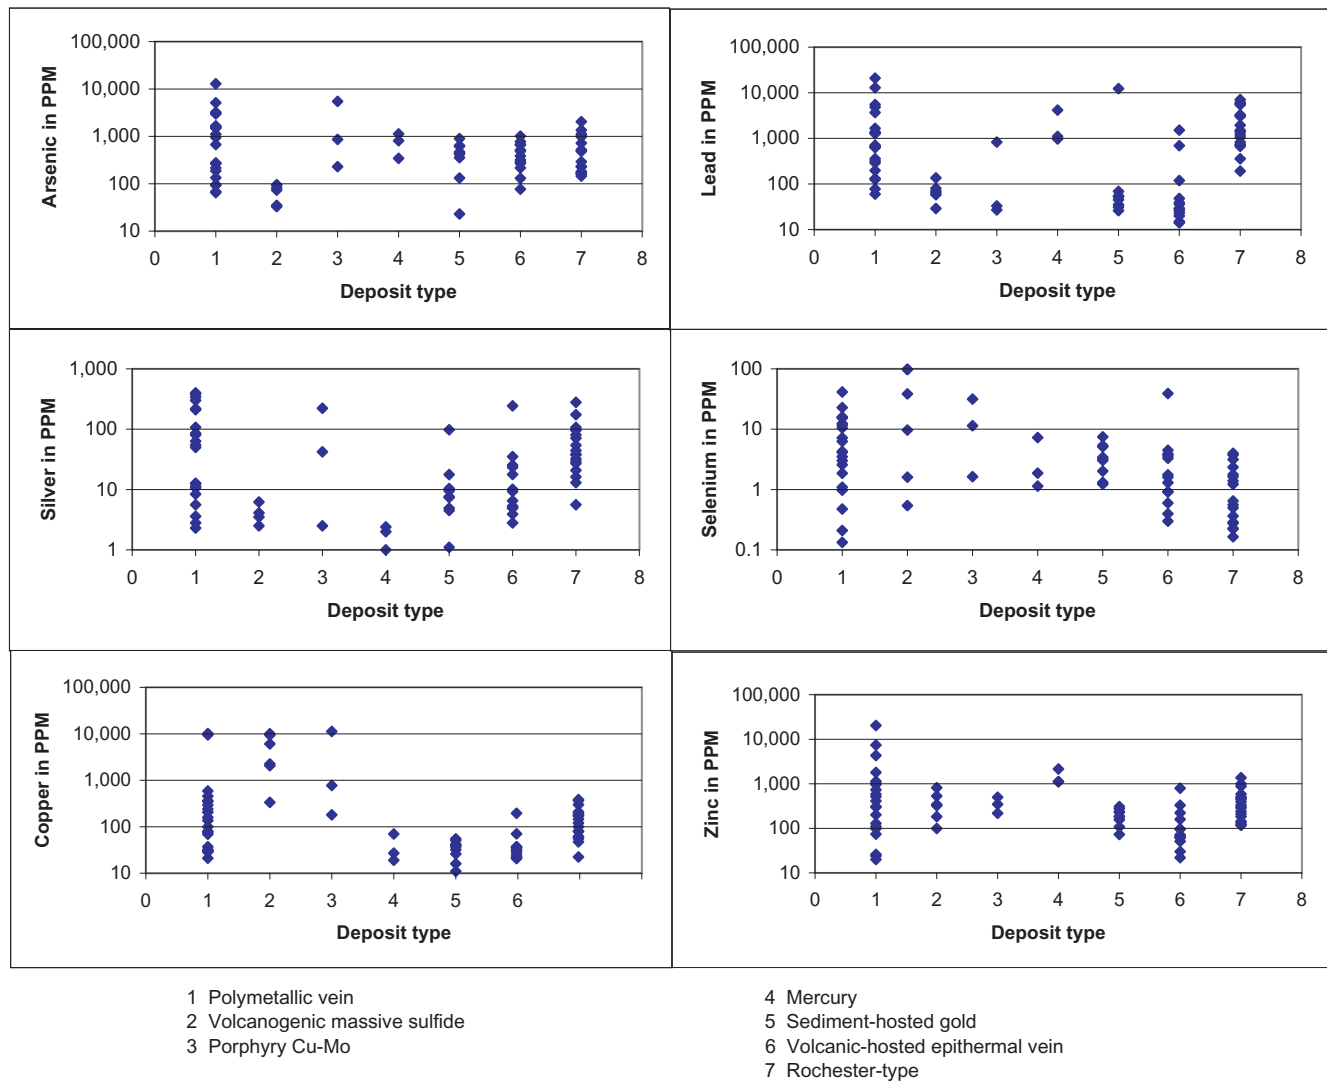 100,000
10,000
1,000
100
10
0 1 2 3 4 5 6 7 8
Arsenic in PPM
Deposit type
100,000
10,000
1,000
100
10
0 1 2 3 4 5 6 7 8
Lead in PPM
Deposit type
1,000
100
10
1
0 1 2 3 4 5 6 7 8
Silver in PPM
Deposit type
100
10
1
0.1
0 1 2 3 4 5 6 7 8
Selenium in PPM
Deposit type
100,000
10,000
1,000
100
10
0 1 2 3 4 5 6
Copper in PPM
Deposit type
100,000
10,000
1,000
100
10
0 1 2 3 4 5 6 7 8
Zinc in PPM
Deposit type
1 Polymetallic vein
2 Volcanogenic massive sulfide
3 Porphyry Cu-Mo
4 Mercury
5 Sediment-hosted gold
6 Volcanic-hosted epithermal vein
7 Rochester-type